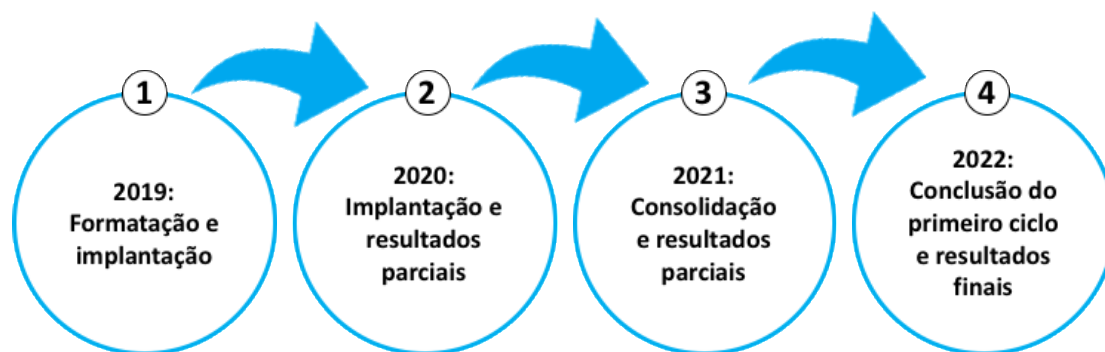 1
2019:
Formatação e
implantação
2
2020:
Implantação e
resultados
parciais
3
2021:
Consolidação
e resultados
parciais
4
2022:
Conclusão do
primeiro ciclo
e resultados
finais